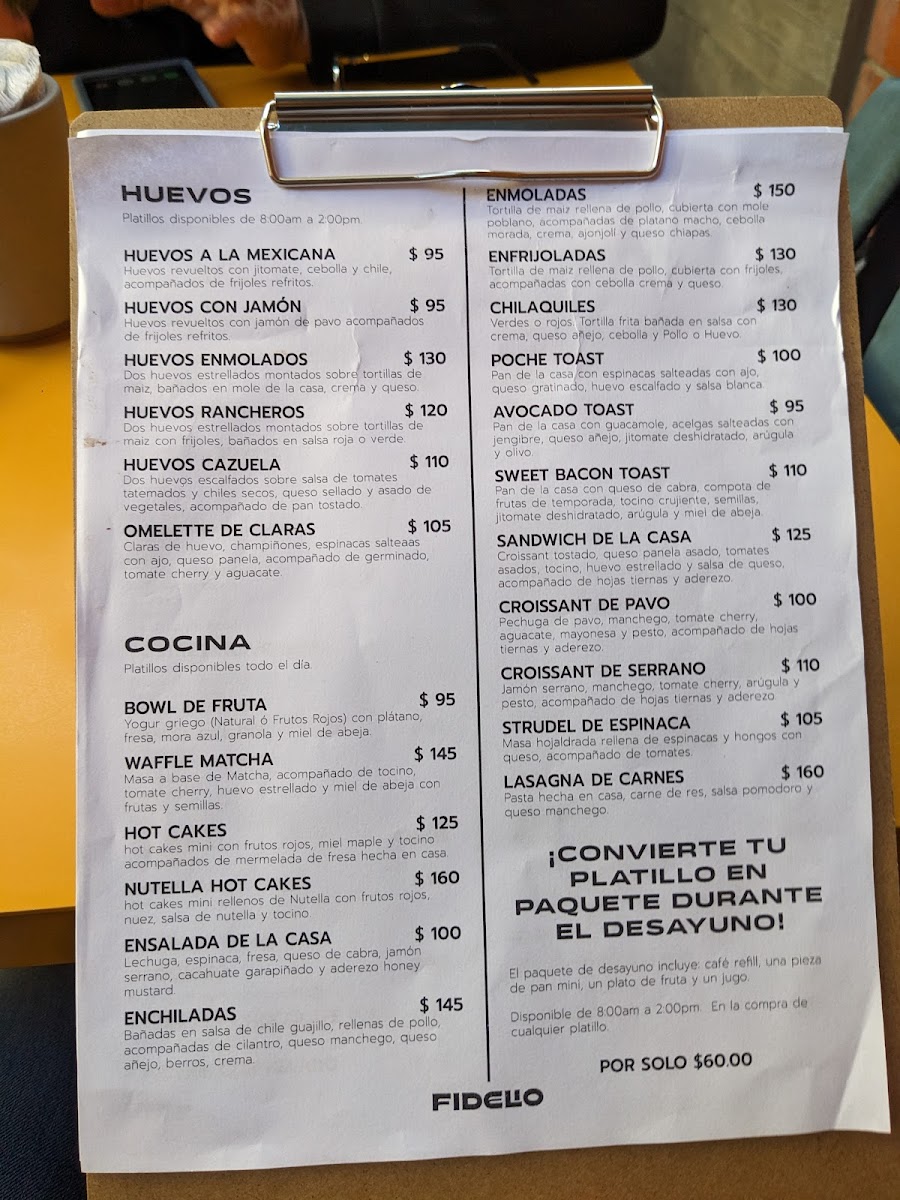 HUEVOS
Platillos disponibles de 8:00am a 2:00pm.
HUEVOS A LA MEXICANA $ 95
Huevos revueltos con jitomate, cebolla y chile,
acompañados de frijoles refritos.
HUEVOS CON JAMÓN $ 95
Huevos revueltos con jamón de pavo acompañados
de frijoles refritos.
HUEVOS ENMOLADOS $ 130
Dos huevos estrellados montados sobre tortillas de
maiz, bañados en mole de la casa, crema y queso.
HUEVOS RANCHEROS $ 120
Dos huevos estrellados montados sobre tortillas de
maiz con frijoles, bañados en salsa roja o verde.
HUEVOS CAZUELA $ 110
Dos huevos escalfados sobre salsa de tomates
tatemados y chiles secos, queso sellado y asado de
vegetales, acompañado de pan tostado.
OMELETTE DE CLARAS $ 105
Claras de huevo, champiñones, espinacas salteaas
con ajo, queso panela, acompañado de germinado,
tomate cherry y aguacate.
COCINA
Platillos disponibles todo el día.
BOWL DE FRUTA $ 95
Yogur griego (Natural ó Frutos Rojos) con plátano,
fresa, mora azul, granola y miel de abeja.
WAFFLE MATCHA $ 145
Masa a base de Matcha, acompañado de tocino,
tomate cherry, huevo estrellado y miel de abeja con
frutas y semillas.
HOT CAKES $ 125
hot cakes mini con frutos rojos, miel maple y tocino
acompañados de mermelada de fresa hecha en casa.
NUTELLA HOT CAKES $ 160
hot cakes mini rellenos de Nutella con frutos rojos,
nuez, salsa de nutella y tocino.
ENSALADA DE LA CASA $ 100
Lechuga, espinaca, fresa, queso de cabra, jamón
serrano, cacahuate garapiñado y aderezo honey
mustard.
ENCHILADAS $ 145
Bañadas en salsa de chile guajillo, rellenas de pollo,
acompañadas de cilantro, queso manchego, queso
añejo, berros, crema.
ENMOLADAS $ 150
Tortilla de maiz rellena de pollo, cubierta con mole
poblano, acompañadas de platano macho, cebolla
morada, crema, ajonjolí y queso chiapas.
ENFRIJOLADAS $ 130
Tortilla de maiz rellena de pollo, cubierta con frijoles,
acompañadas con cebolla crema y queso.
CHILAQUILES $ 130
Verdes o rojos. Tortilla frita bañada en salsa con
crema, queso añejo, cebolla y Pollo o Huevo.
POCHE TOAST $ 100
Pan de la casa con espinacas salteadas con ajo,
queso gratinado, huevo escalfado y salsa blanca.
AVOCADO TOAST $ 95
Pan de la casa con guacamole, acelgas salteadas con
jengibre, queso añejo, jitomate deshidratado, arúgula
y olivo.
SWEET BACON TOAST $ 110
Pan de la casa con queso de cabra, compota de
frutas de temporada, tocino crujiente, semillas,
jitomate deshidratado, arúgula y miel de abeja.
SANDWICH DE LA CASA $ 125
Croissant tostado, queso panela asado, tomates
asados, tocino, huevo estrellado y salsa de queso,
acompañado de hojas tiernas y aderezo.
CROISSANT DE PAVO $ 100
Pechuga de pavo, manchego, tomate cherry,
aguacate, mayonesa y pesto, acompañado de hojas
tiernas y aderezo.
CROISSANT DE SERRANO $ 110
Jamón serrano, manchego, tomate cherry, arúgula y
pesto, acompañado de hojas tiernas y aderezo.
STRUDEL DE ESPINACA $ 105
Masa hojaldrada rellena de espinacas y hongos con
queso, acompañado de tomates.
LASAGNA DE CARNES $ 160
Pasta hecha en casa, carne de res, salsa pomodoro y
queso manchego.
¡CONVIERTE TU
PLATILLO EN
PAQUETE DURANTE
EL DESAYUNO!
El paquete de desayuno incluye: café refill, una pieza
de pan mini, un plato de fruta y un jugo.
Disponible de 8:00am a 2:00pm. En la compra de
cualquier platillo.
POR SOLO $60.00
FIDELIO